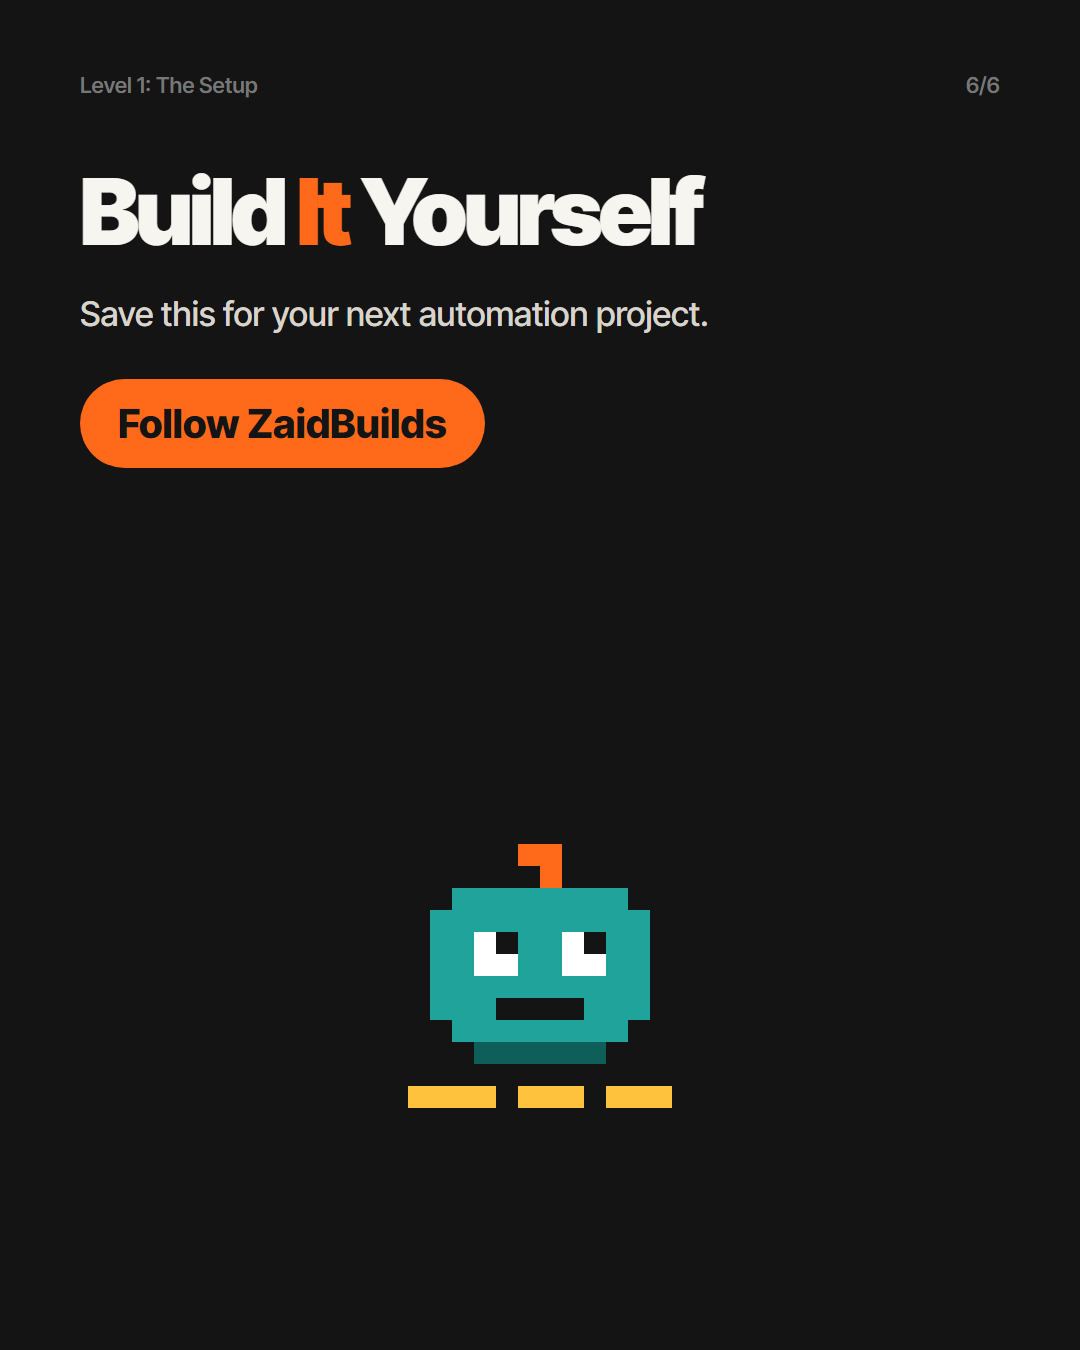 Level 1: The Setup
6/6
Build It Yourself
Save this for your next automation project.
Follow ZaidBuilds